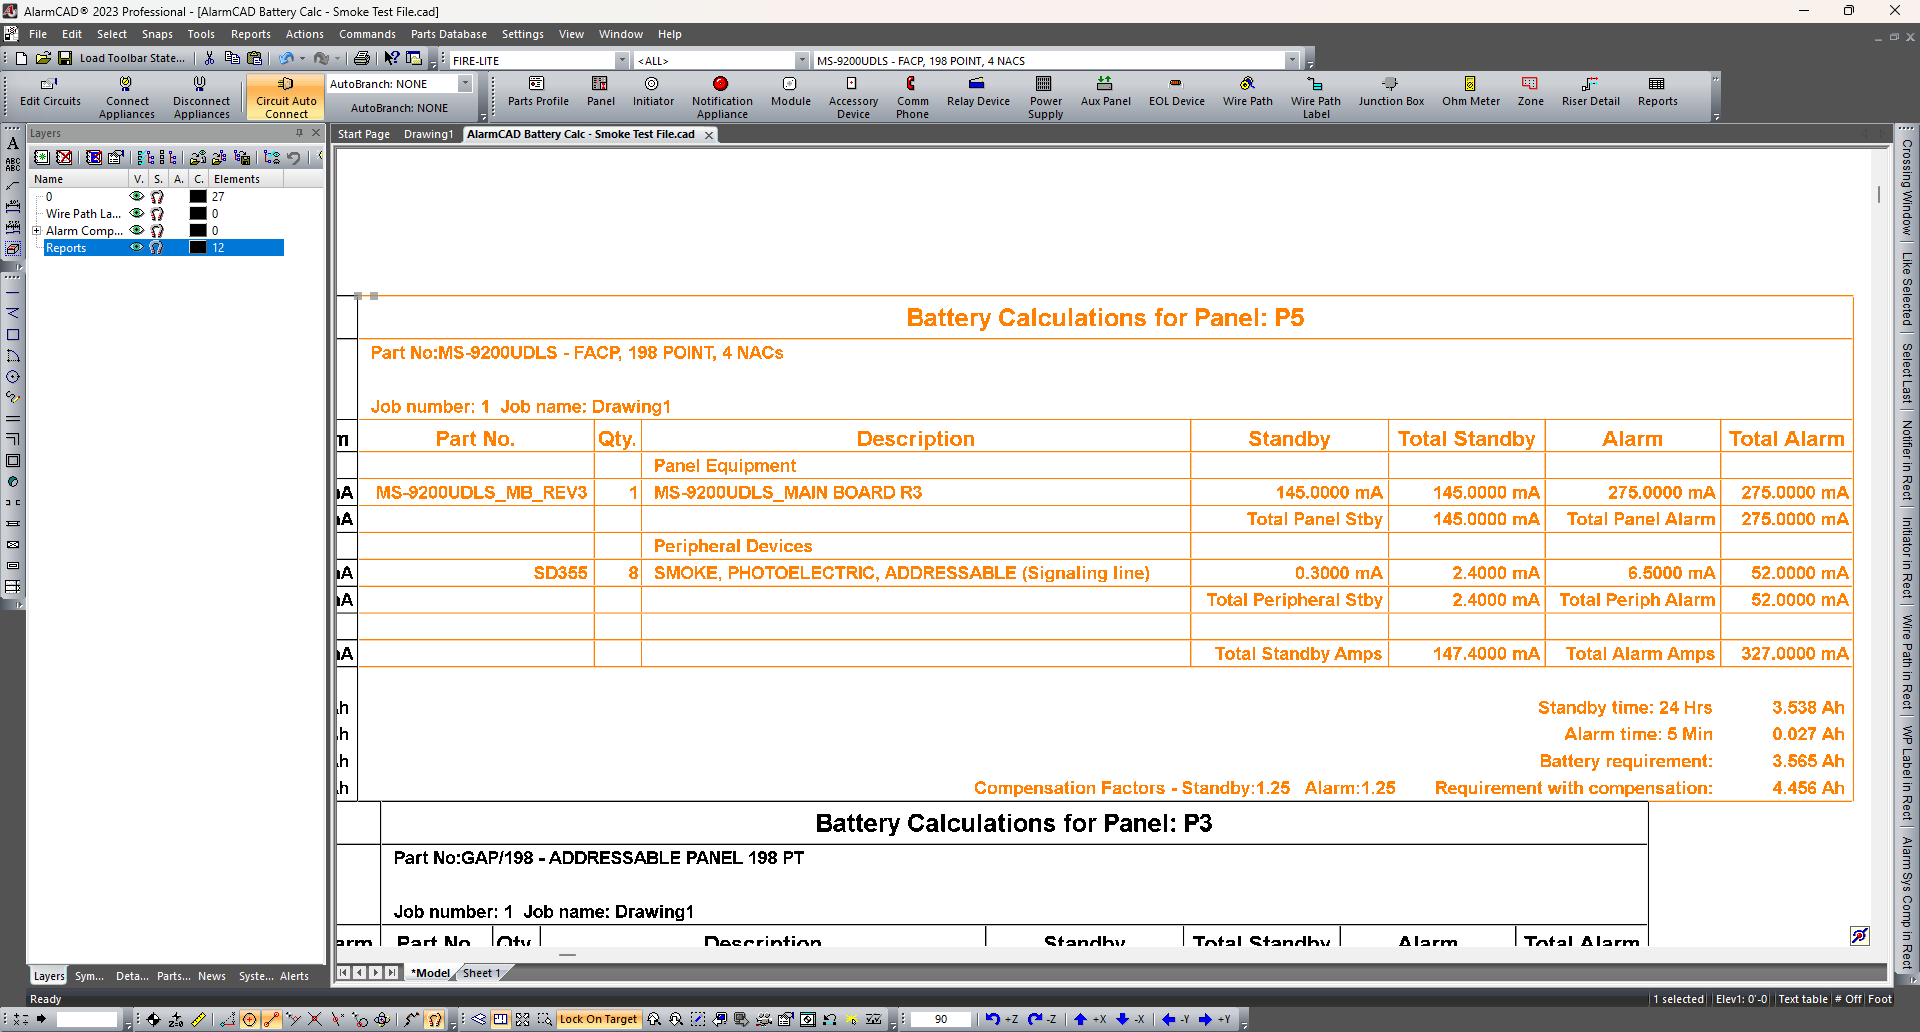 AlarmCAD® 2023 Professional - [AlarmCAD Battery Calc - Smoke Test File.cad]
File Edit Select Snaps Tools Reports Actions Commands Parts Database Settings View Window Help
Load Toolbar State... FIRE-LITE <ALL> MS-9200UDLS - FACP, 198 POINT, 4 NACS
Edit Circuits Connect Appliances Disconnect Appliances Circuit Auto Connect AutoBranch: NONE
AutoBranch: NONE
Parts Profile Panel Initiator Notification Appliance Module Accessory Device Comm Phone Relay Device Power Supply Aux Panel EOL Device Wire Path Wire Path Label Junction Box Ohm Meter Zone Riser Detail Reports
Layers
Start Page Drawing1 AlarmCAD Battery Calc - Smoke Test File.cad
Name V. S. A. C. Elements
0 27
Wire Path La... 0
Alarm Comp... 0
Reports 12
Battery Calculations for Panel: P5
Part No:MS-9200UDLS - FACP, 198 POINT, 4 NACs
Job number: 1 Job name: Drawing1
m Part No. Qty. Description Standby Total Standby Alarm Total Alarm
Panel Equipment
A MS-9200UDLS_MB_REV3 1 MS-9200UDLS_MAIN BOARD R3 145.0000 mA 145.0000 mA 275.0000 mA 275.0000 mA
A Total Panel Stby 145.0000 mA Total Panel Alarm 275.0000 mA
Peripheral Devices
A SD355 8 SMOKE, PHOTOELECTRIC, ADDRESSABLE (Signaling line) 0.3000 mA 2.4000 mA 6.5000 mA 52.0000 mA
A Total Peripheral Stby 2.4000 mA Total Periph Alarm 52.0000 mA
A Total Standby Amps 147.4000 mA Total Alarm Amps 327.0000 mA
h Standby time: 24 Hrs 3.538 Ah
h Alarm time: 5 Min 0.027 Ah
h Battery requirement: 3.565 Ah
h Compensation Factors - Standby:1.25 Alarm:1.25 Requirement with compensation: 4.456 Ah
Battery Calculations for Panel: P3
Part No:GAP/198 - ADDRESSABLE PANEL 198 PT
Job number: 1 Job name: Drawing1
arm Part No. Qty. Description Standby Total Standby Alarm Total Alarm
Crossing Window
Like Selected
Select Last
Notifier in Rect
Initiator in Rect
Wire Path in Rect
WP Label in Rect
Alarm Sys Comp in Rect
Layers Sym... Deta... Parts... News Syste... Alerts
*Model Sheet 1
Ready 1 selected Elev1: 0'-0 Text table # Off Foot
Lock On Target 90 +Z -Z +X -X -Y +Y